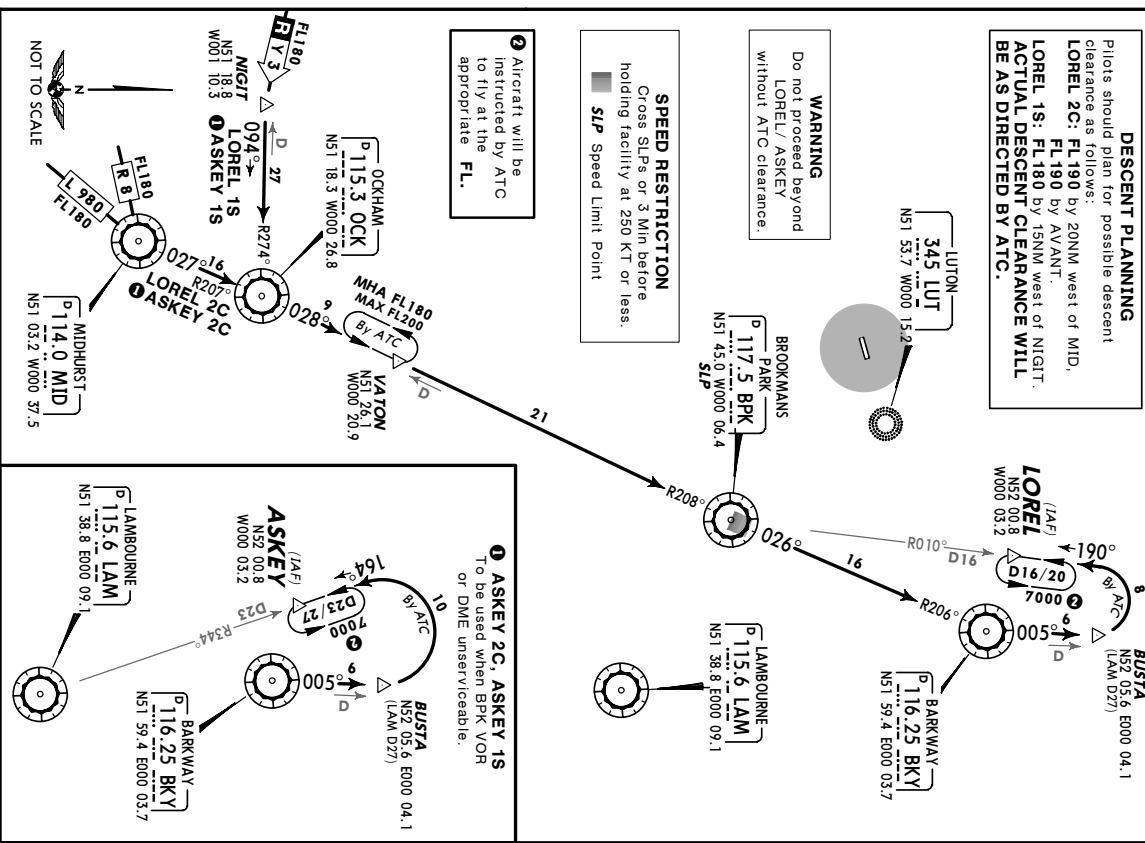 DESCENT PLANNING
Pilots should plan for possible descent
clearance as follows:
LOREL 2C: FL190 by 20NM west of MID,
FL190 by AVANT.
LOREL 1S: FL180 by 15NM west of NIGIT.
ACTUAL DESCENT CLEARANCE WILL
BE AS DIRECTED BY ATC.
WARNING
Do not proceed beyond
LOREL/ ASKEY
without ATC clearance.
SPEED RESTRICTION
Cross SLPs or 3 Min before
holding facility at 250 KT or less.
SLP Speed Limit Point
2 Aircraft will be
instructed by ATC
to fly at the
appropriate FL.
LUTON
345 LUT
N51 53.7 W000 15.2
BROOKMANS
PARK
D 117.5 BPK
N51 45.0 W000 06.4
SLP
LOREL
(IAF)
N52 00.8
W000 03.2
190°
D16/20
7000 2
By ATC
8
BUSTA
N52 05.6 E000 04.1
(LAM D27)
6
D
005°
BARKWAY
D 116.25 BKY
N51 59.4 E000 03.7
R206°
16
026°
R010°
D16
R208°
21
LAMBOURNE
D 115.6 LAM
N51 38.8 E000 09.1
D
VATON
N51 26.1
W000 20.9
MHA FL180
MAX FL200
By ATC
9
028°
OCKHAM
D 115.3 OCK
N51 18.3 W000 26.8
R274°
27
D
094°
LOREL 1S
1 ASKEY 1S
FL180
R Y 3
NIGIT
N51 18.8
W001 10.3
R207°
16
027°
LOREL 2C
1 ASKEY 2C
MIDHURST
D 114.0 MID
N51 03.2 W000 37.5
FL180
R 8
L 980
FL180
N
NOT TO SCALE
1 ASKEY 2C, ASKEY 1S
To be used when BPK VOR
or DME unserviceable.
ASKEY
(IAF)
N52 00.8
W000 03.2
164°
D23/27
7000
2
By ATC
10
BUSTA
N52 05.6 E000 04.1
(LAM D27)
6
D
005°
BARKWAY
D 116.25 BKY
N51 59.4 E000 03.7
D23 R344°
LAMBOURNE
D 115.6 LAM
N51 38.8 E000 09.1